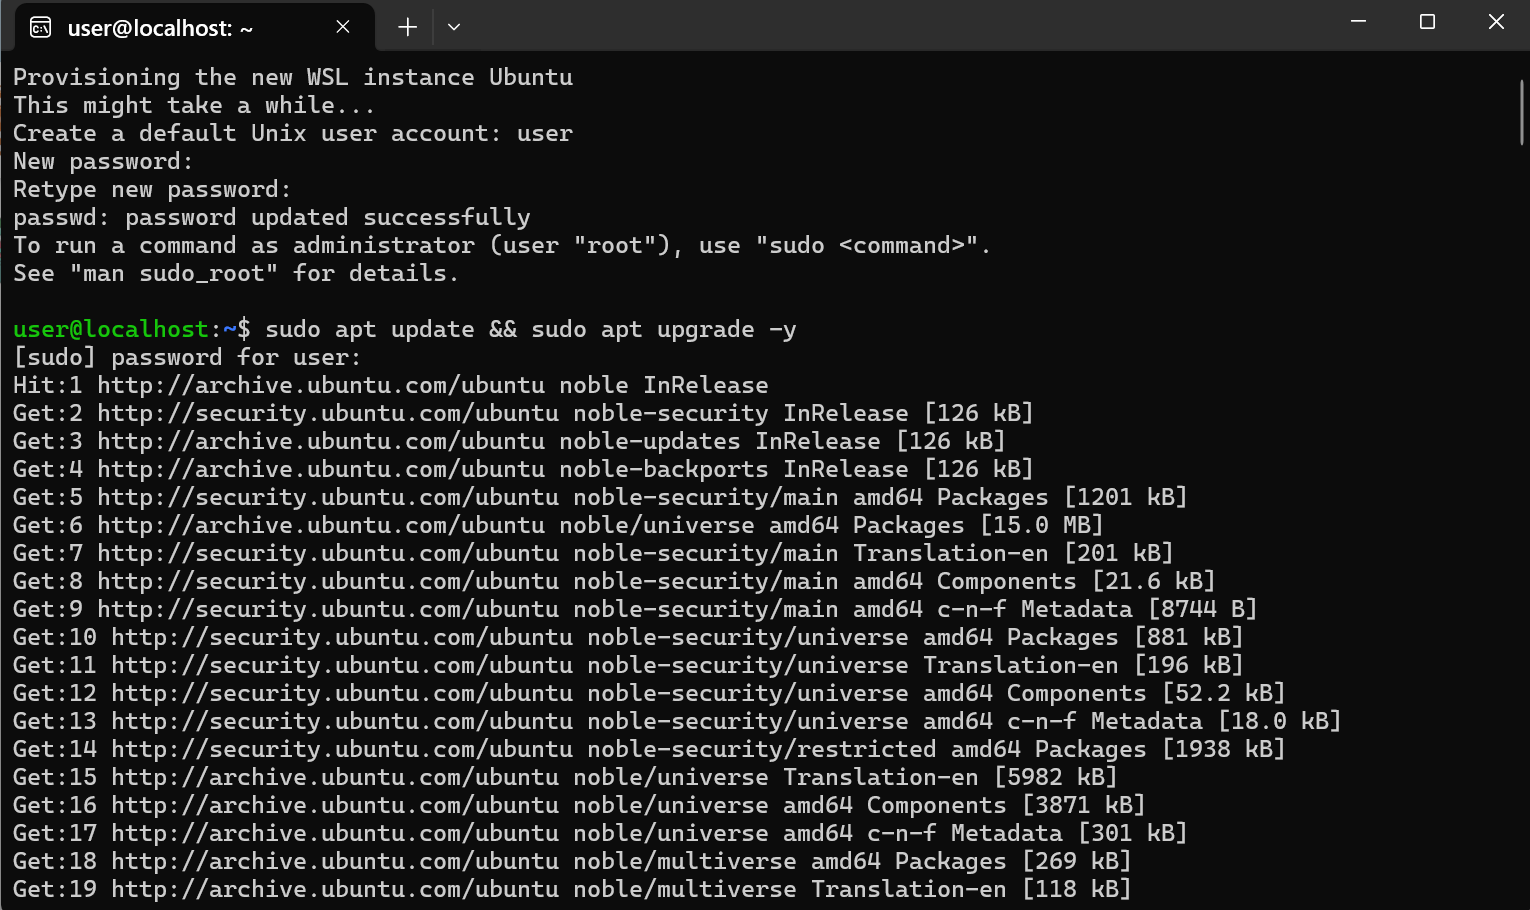 user@localhost: ~
Provisioning the new WSL instance Ubuntu
This might take a while...
Create a default Unix user account: user
New password:
Retype new password:
passwd: password updated successfully
To run a command as administrator (user "root"), use "sudo <command>".
See "man sudo_root" for details.
user@localhost:~$ sudo apt update && sudo apt upgrade -y
[sudo] password for user:
Hit:1 http://archive.ubuntu.com/ubuntu noble InRelease
Get:2 http://security.ubuntu.com/ubuntu noble-security InRelease [126 kB]
Get:3 http://archive.ubuntu.com/ubuntu noble-updates InRelease [126 kB]
Get:4 http://archive.ubuntu.com/ubuntu noble-backports InRelease [126 kB]
Get:5 http://security.ubuntu.com/ubuntu noble-security/main amd64 Packages [1201 kB]
Get:6 http://archive.ubuntu.com/ubuntu noble/universe amd64 Packages [15.0 MB]
Get:7 http://security.ubuntu.com/ubuntu noble-security/main Translation-en [201 kB]
Get:8 http://security.ubuntu.com/ubuntu noble-security/main amd64 Components [21.6 kB]
Get:9 http://security.ubuntu.com/ubuntu noble-security/main amd64 c-n-f Metadata [8744 B]
Get:10 http://security.ubuntu.com/ubuntu noble-security/universe amd64 Packages [881 kB]
Get:11 http://security.ubuntu.com/ubuntu noble-security/universe Translation-en [196 kB]
Get:12 http://security.ubuntu.com/ubuntu noble-security/universe amd64 Components [52.2 kB]
Get:13 http://security.ubuntu.com/ubuntu noble-security/universe amd64 c-n-f Metadata [18.0 kB]
Get:14 http://security.ubuntu.com/ubuntu noble-security/restricted amd64 Packages [1938 kB]
Get:15 http://archive.ubuntu.com/ubuntu noble/universe Translation-en [5982 kB]
Get:16 http://archive.ubuntu.com/ubuntu noble/universe amd64 Components [3871 kB]
Get:17 http://archive.ubuntu.com/ubuntu noble/universe amd64 c-n-f Metadata [301 kB]
Get:18 http://archive.ubuntu.com/ubuntu noble/multiverse amd64 Packages [269 kB]
Get:19 http://archive.ubuntu.com/ubuntu noble/multiverse Translation-en [118 kB]